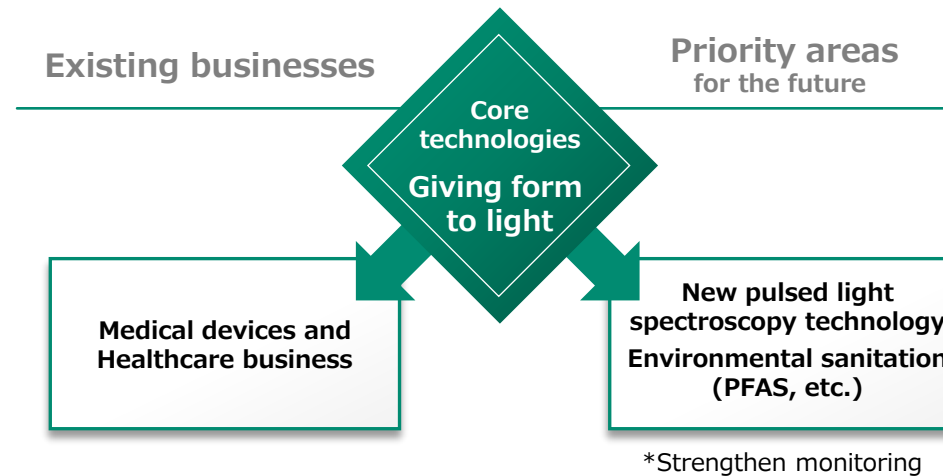 Existing businesses
Priority areas
for the future
Core
technologies
Giving form
to light
Medical devices and
Healthcare business
New pulsed light
spectroscopy technology
Environmental sanitation
(PFAS, etc.)
*Strengthen monitoring